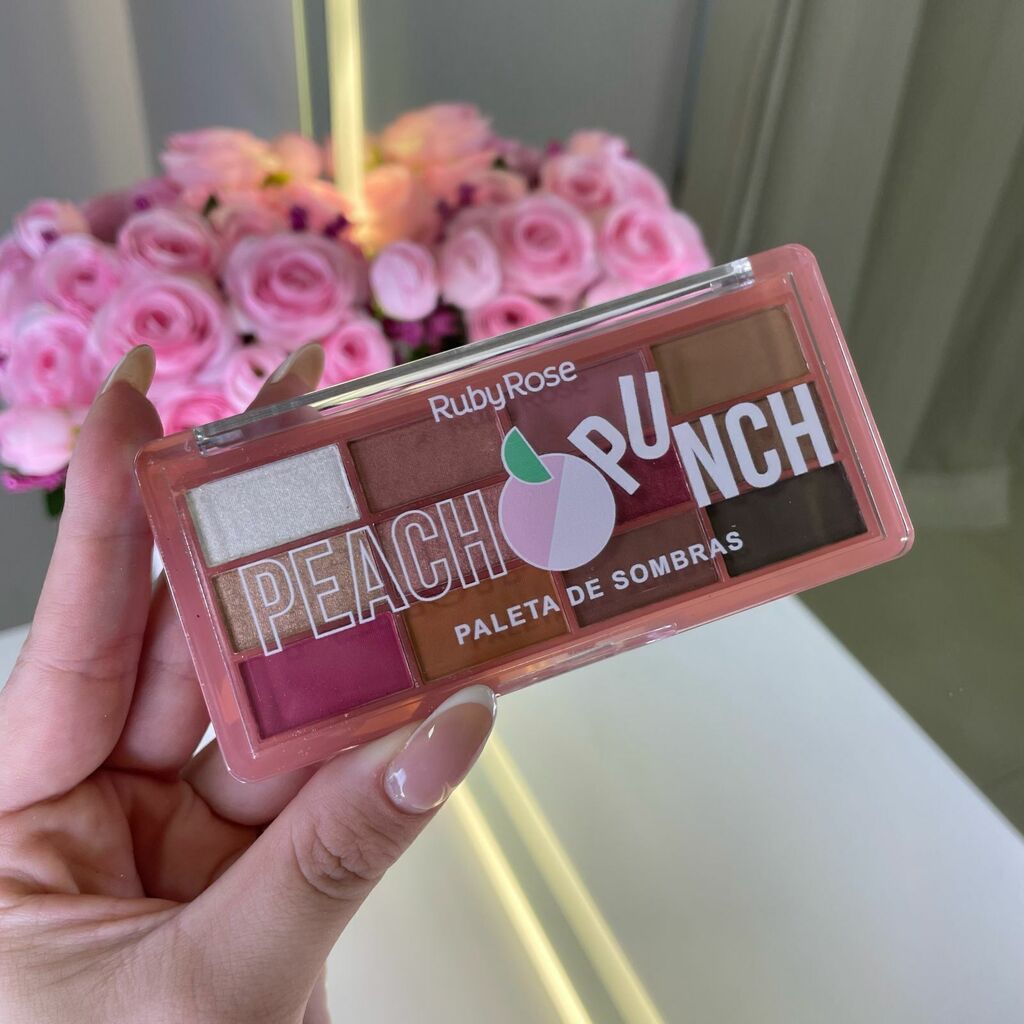 RubyRose
PEACH PUNCH
PALETA DE SOMBRAS